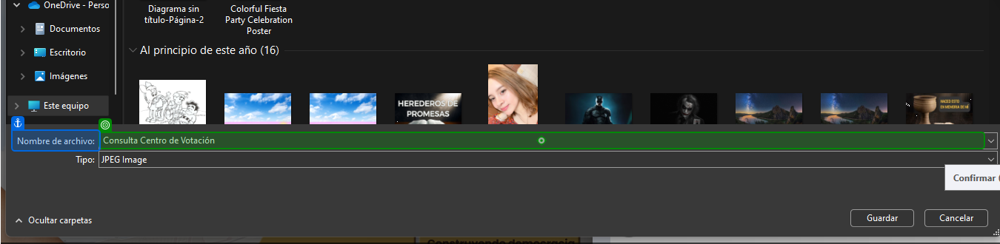 OneDrive - Perso
Documentos
Escritorio
Imágenes
Este equipo
Diagrama sin
título-Página-2
Colorful Fiesta
Party Celebration
Poster
Al principio de este año (16)
HEREDEROS DE
PROMESAS
HACED ESTO
EN MEMORIA DE MÍ
Nombre de archivo:
Consulta Centro de Votación
Tipo:
JPEG Image
Confirmar (
Ocultar carpetas
Guardar
Cancelar
Construyendo democracia